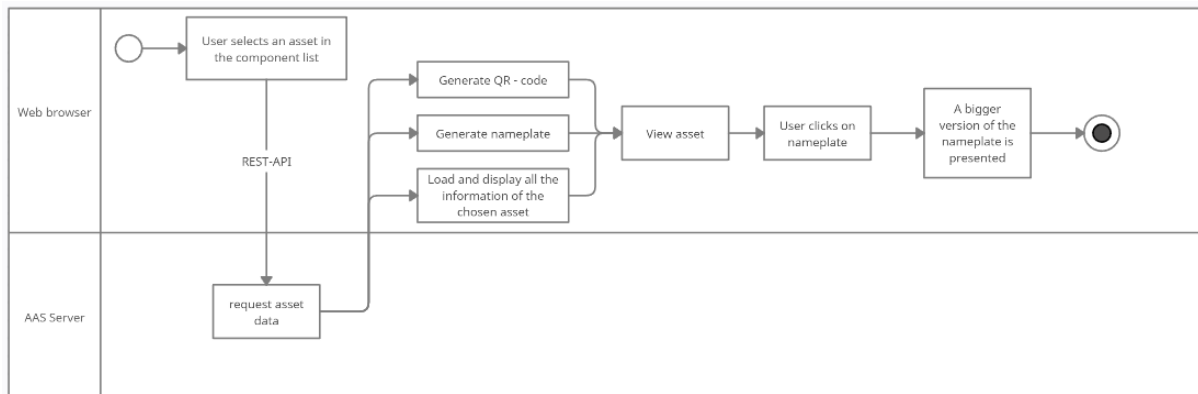 Web browser
User selects an asset in
the component list
REST-API
Generate QR - code
Generate nameplate
Load and display all the
information of the
chosen asset
View asset
User clicks on
nameplate
A bigger
version of the
nameplate is
presented
AAS Server
request asset
data